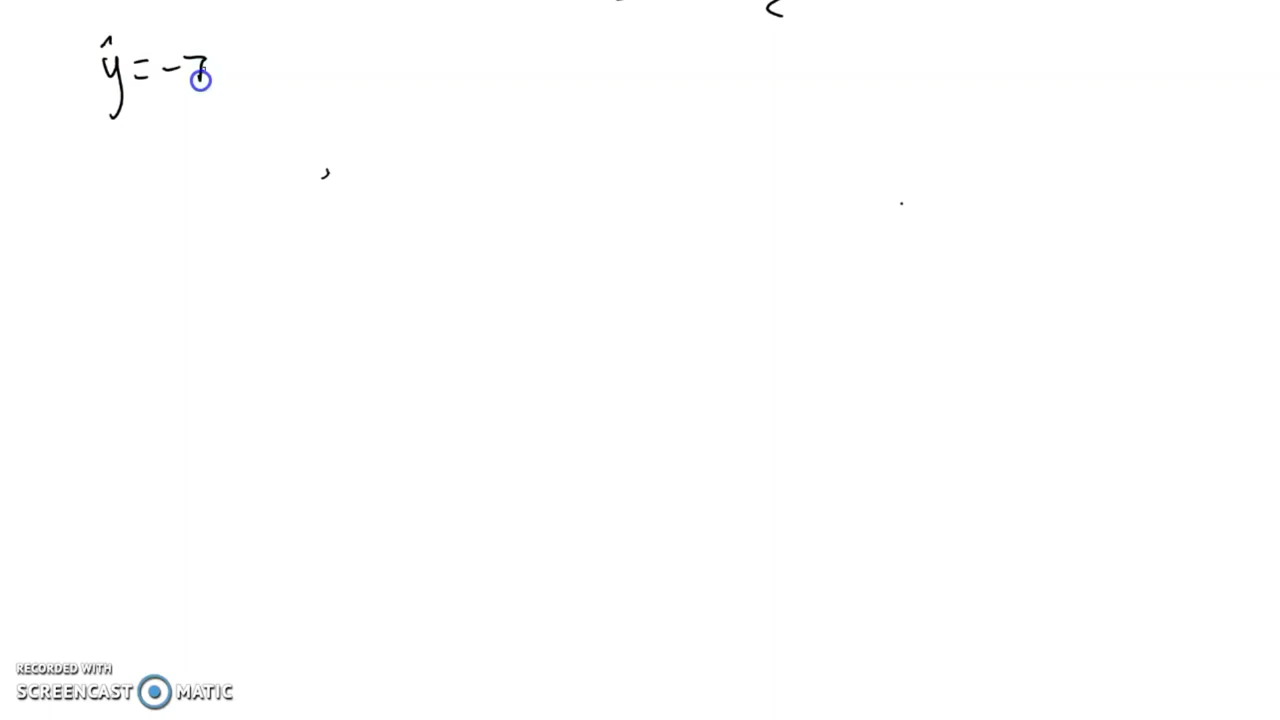 ŷ = -7
RECORDED WITH
SCREENCAST MATIC